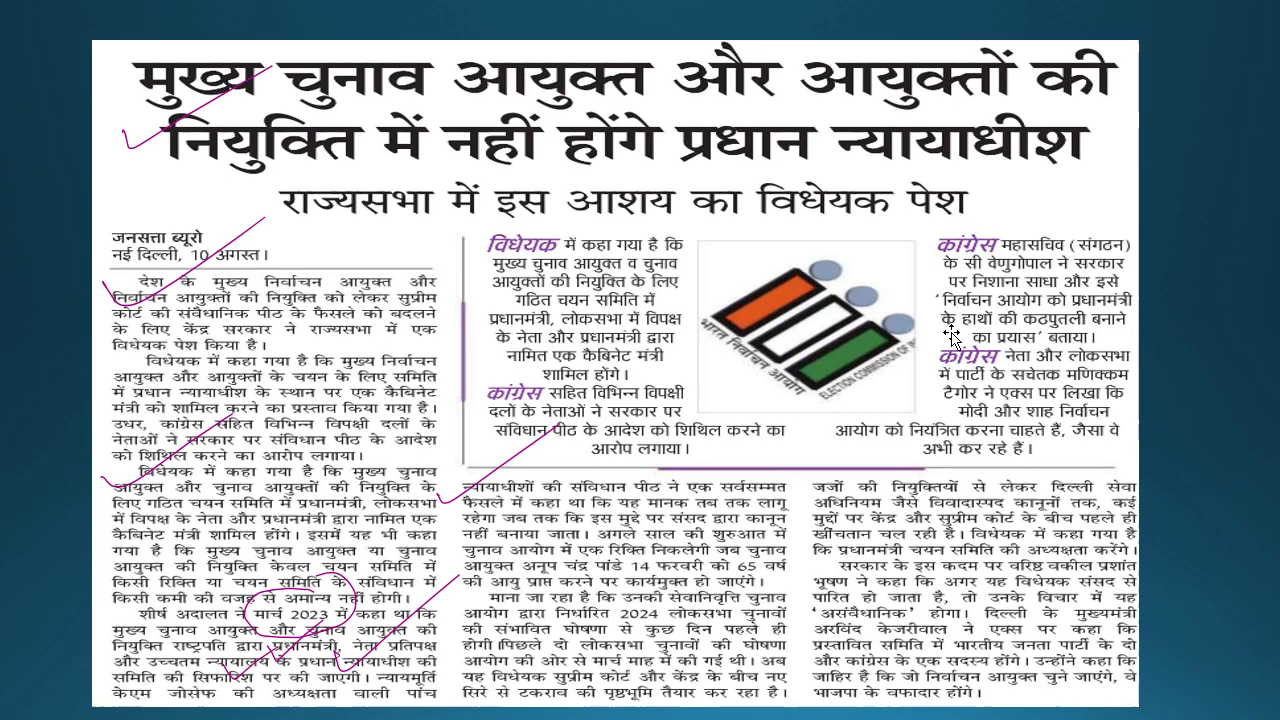 मुख्य चुनाव आयुक्त और आयुक्तों की
नियुक्ति में नहीं होंगे प्रधान न्यायाधीश
राज्यसभा में इस आशय का विधेयक पेश
जनसत्ता ब्यूरो
नई दिल्ली, 10 अगस्त।
देश के मुख्य निर्वाचन आयुक्त और
निर्वाचन आयुक्तों की नियुक्ति को लेकर सुप्रीम
कोर्ट की संवैधानिक पीठ के फैसले को बदलने
के लिए केंद्र सरकार ने राज्यसभा में एक
विधेयक पेश किया है।
विधेयक में कहा गया है कि मुख्य निर्वाचन
आयुक्त और आयुक्तों के चयन के लिए समिति
में प्रधान न्यायाधीश के स्थान पर एक कैबिनेट
मंत्री को शामिल करने का प्रस्ताव किया गया है।
उधर, कांग्रेस सहित विभिन्न विपक्षी दलों के
नेताओं ने सरकार पर संविधान पीठ के आदेश
को शिथिल करने का आरोप लगाया।
विधेयक में कहा गया है कि मुख्य चुनाव
आयुक्त और चुनाव आयुक्तों की नियुक्ति के
लिए गठित चयन समिति में प्रधानमंत्री, लोकसभा
में विपक्ष के नेता और प्रधानमंत्री द्वारा नामित एक
कैबिनेट मंत्री शामिल होंगे। इसमें यह भी कहा
गया है कि मुख्य चुनाव आयुक्त या चुनाव
आयुक्त की नियुक्ति केवल चयन समिति में
किसी रिक्ति या चयन समिति के संविधान में
किसी कमी की वजह से अमान्य नहीं होगी।
शीर्ष अदालत ने मार्च 2023 में कहा था कि
मुख्य चुनाव आयुक्त और चुनाव आयुक्त की
नियुक्ति राष्ट्रपति द्वारा प्रधानमंत्री, नेता प्रतिपक्ष
और उच्चतम न्यायालय के प्रधान न्यायाधीश की
समिति की सिफारिश पर की जाएगी। न्यायमूर्ति
केएम जोसेफ की अध्यक्षता वाली पांच
विधेयक में कहा गया है कि
मुख्य चुनाव आयुक्त व चुनाव
आयुक्तों की नियुक्ति के लिए
गठित चयन समिति में
प्रधानमंत्री, लोकसभा में विपक्ष
के नेता और प्रधानमंत्री द्वारा
नामित एक कैबिनेट मंत्री
शामिल होंगे।
कांग्रेस सहित विभिन्न विपक्षी
दलों के नेताओं ने सरकार पर
संविधान पीठ के आदेश को शिथिल करने का
आरोप लगाया।
भारत निर्वाचन आयोग
ELECTION COMMISSION OF
कांग्रेस महासचिव (संगठन)
के सी वेणुगोपाल ने सरकार
पर निशाना साधा और इसे
'निर्वाचन आयोग को प्रधानमंत्री
के हाथों की कठपुतली बनाने
का प्रयास' बताया।
कांग्रेस नेता और लोकसभा
में पार्टी के सचेतक मणिक्कम
टैगोर ने एक्स पर लिखा कि
मोदी और शाह निर्वाचन
आयोग को नियंत्रित करना चाहते हैं, जैसा वे
अभी कर रहे हैं।
न्यायाधीशों की संविधान पीठ ने एक सर्वसम्मत
फैसले में कहा था कि यह मानक तब तक लागू
रहेगा जब तक कि इस मुद्दे पर संसद द्वारा कानून
नहीं बनाया जाता। अगले साल की शुरुआत में
चुनाव आयोग में एक रिक्ति निकलेगी जब चुनाव
आयुक्त अनूप चंद्र पांडे 14 फरवरी को 65 वर्ष
की आयु प्राप्त करने पर कार्यमुक्त हो जाएंगे।
माना जा रहा है कि उनकी सेवानिवृत्ति चुनाव
आयोग द्वारा निर्धारित 2024 लोकसभा चुनावों
की संभावित घोषणा से कुछ दिन पहले ही
होगी।पिछले दो लोकसभा चुनावों की घोषणा
आयोग की ओर से मार्च माह में की गई थी। अब
यह विधेयक सुप्रीम कोर्ट और केंद्र के बीच नए
सिरे से टकराव की पृष्ठभूमि तैयार कर रहा है।
जजों की नियुक्तियों से लेकर दिल्ली सेवा
अधिनियम जैसे विवादास्पद कानूनों तक, कई
मुद्दों पर केंद्र और सुप्रीम कोर्ट के बीच पहले ही
खींचतान चल रही है। विधेयक में कहा गया है
कि प्रधानमंत्री चयन समिति की अध्यक्षता करेंगे।
सरकार के इस कदम पर वरिष्ठ वकील प्रशांत
भूषण ने कहा कि अगर यह विधेयक संसद से
पारित हो जाता है, तो उनके विचार में यह
'असंवैधानिक' होगा। दिल्ली के मुख्यमंत्री
अरविंद केजरीवाल ने एक्स पर कहा कि
प्रस्तावित समिति में भारतीय जनता पार्टी के दो
और कांग्रेस के एक सदस्य होंगे। उन्होंने कहा कि
जाहिर है कि जो निर्वाचन आयुक्त चुने जाएंगे, वे
भाजपा के वफादार होंगे।